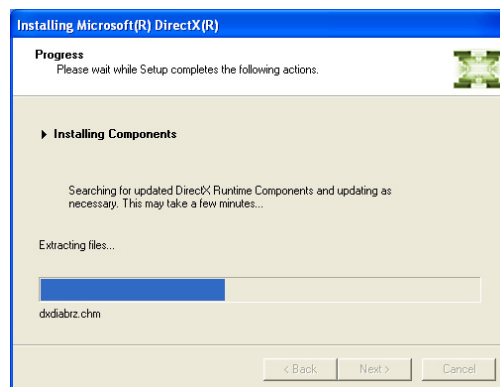 Installing Microsoft(R) DirectX(R)
Progress
Please wait while Setup completes the following actions.
Installing Components
Searching for updated DirectX Runtime Components and updating as
necessary. This may take a few minutes...
Extracting files...
dxdiabrz.chm
< Back Next > Cancel